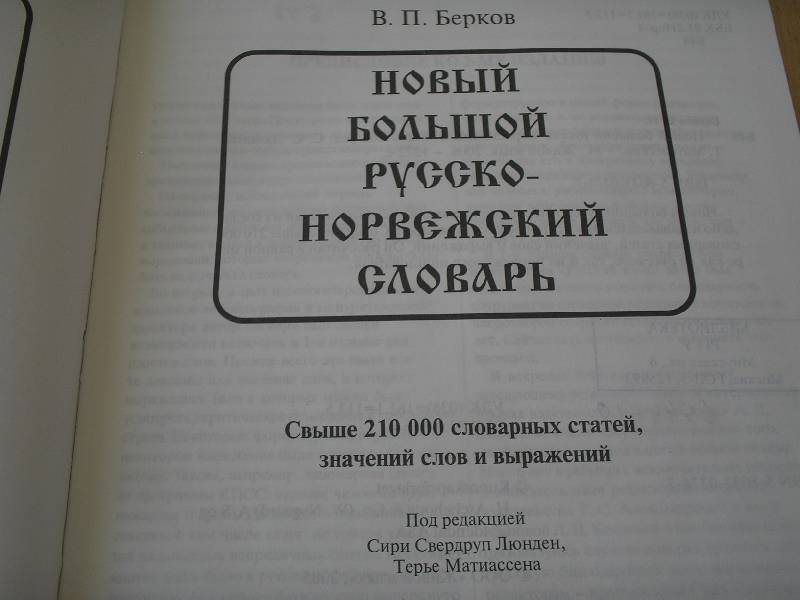 В. П. Берков
НОВЫЙ
БОЛЬШОЙ
РУССКО-
НОРВЕЖСКИЙ
СЛОВАРЬ
Свыше 210 000 словарных статей,
значений слов и выражений
Под редакцией
Сири Свердруп Люнден,
Терье Матиассена